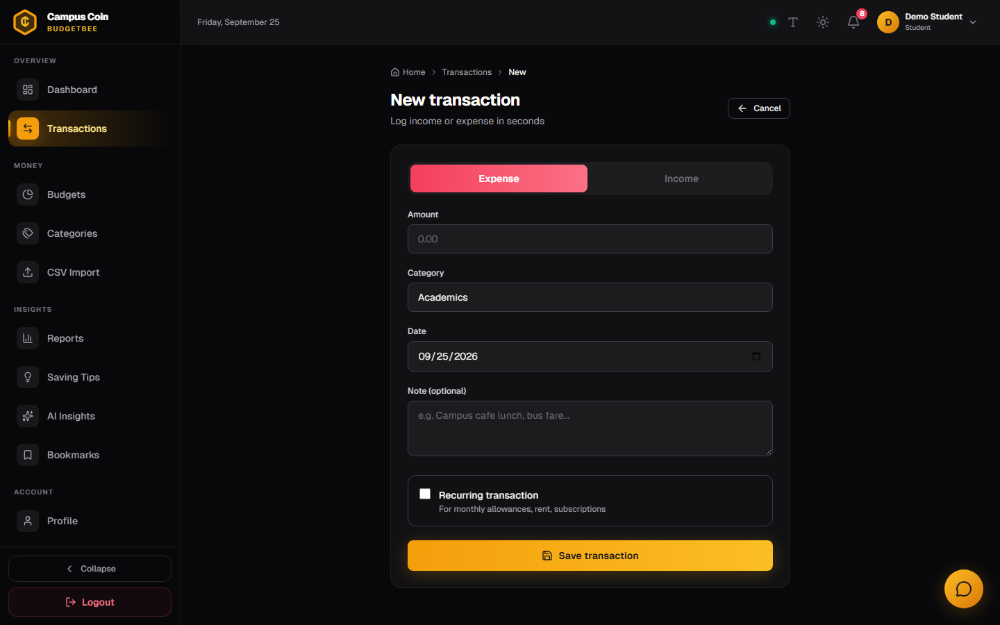 Campus Coin
BUDGETBEE
Friday, September 25
8
D
Demo Student
Student
OVERVIEW
Dashboard
Transactions
MONEY
Budgets
Categories
CSV Import
INSIGHTS
Reports
Saving Tips
AI Insights
Bookmarks
ACCOUNT
Profile
Collapse
Logout
Home > Transactions > New
New transaction
Log income or expense in seconds
Cancel
Expense
Income
Amount
0.00
Category
Academics
Date
09/25/2026
Note (optional)
e.g. Campus cafe lunch, bus fare...
Recurring transaction
For monthly allowances, rent, subscriptions
Save transaction